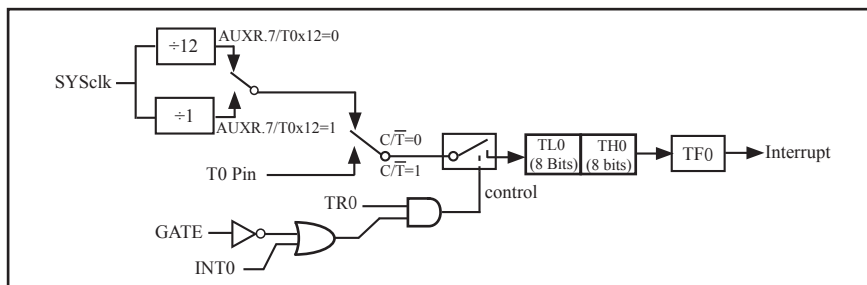 ÷12
AUXR.7/T0x12=0
SYSclk
÷1
AUXR.7/T0x12=1
C/T̅=0
C/T̅=1
T0 Pin
TL0
(8 Bits)
TH0
(8 bits)
TF0
Interrupt
control
TR0
GATE
INT0